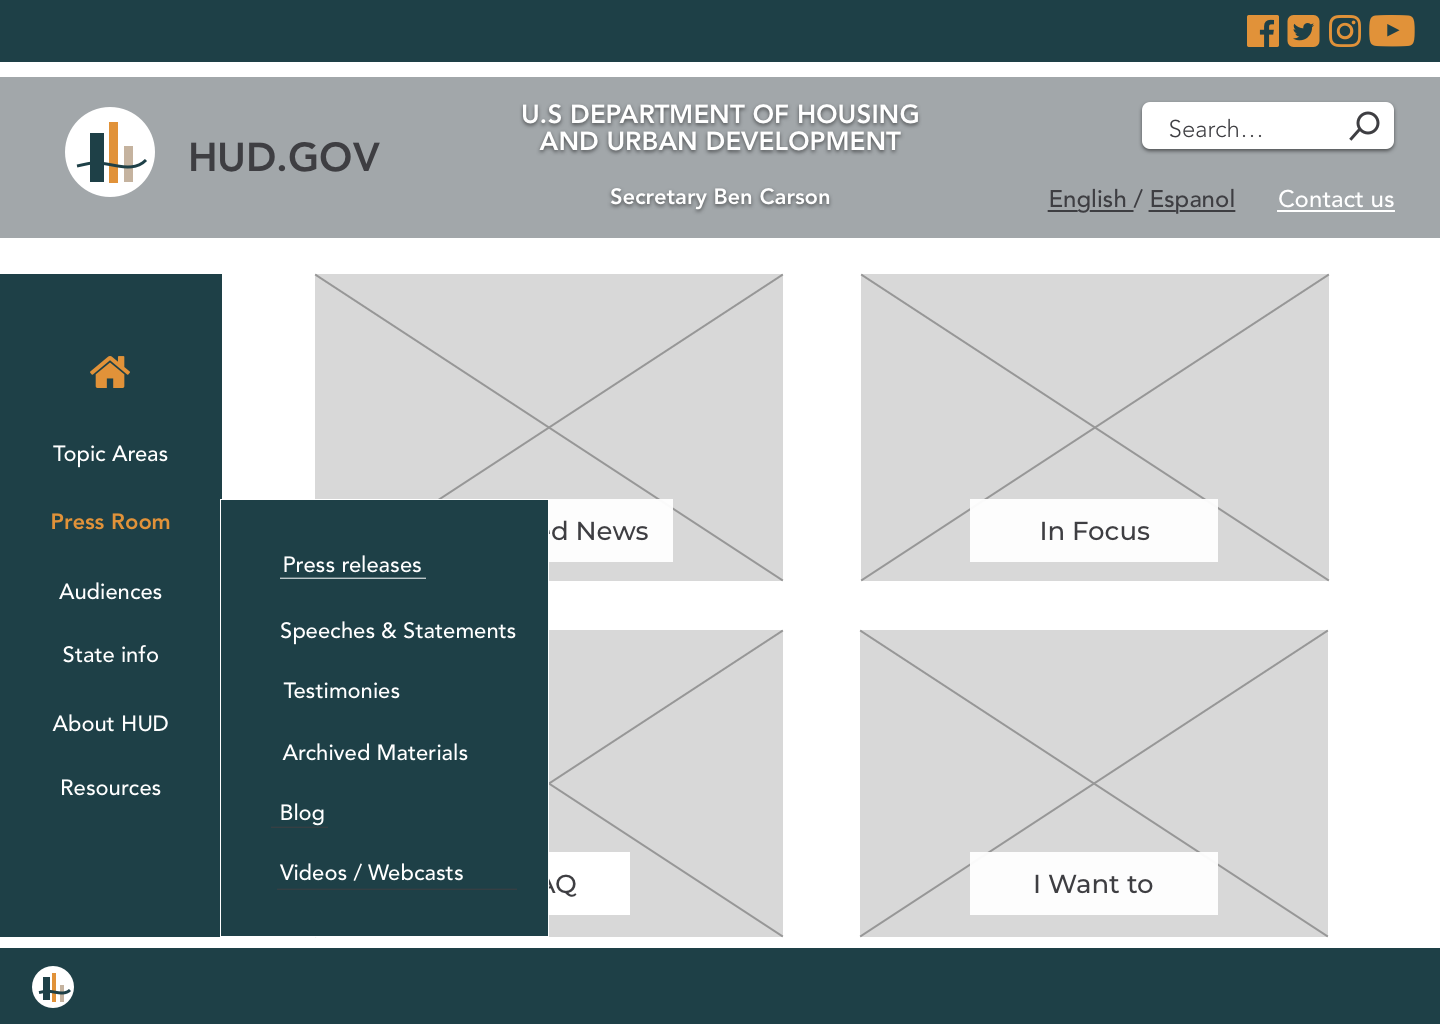 HUD.GOV
U.S DEPARTMENT OF HOUSING
AND URBAN DEVELOPMENT
Secretary Ben Carson
Search...
English / Espanol
Contact us
Topic Areas
Press Room
Audiences
State info
About HUD
Resources
Press releases
Speeches & Statements
Testimonies
Archived Materials
Blog
Videos / Webcasts
News
In Focus
I Want to